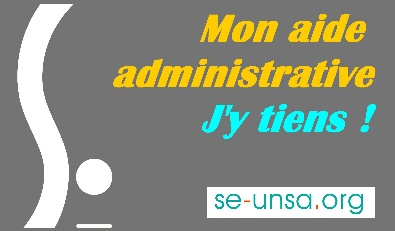 Mon aide
administrative
J'y tiens !
se-unsa.org